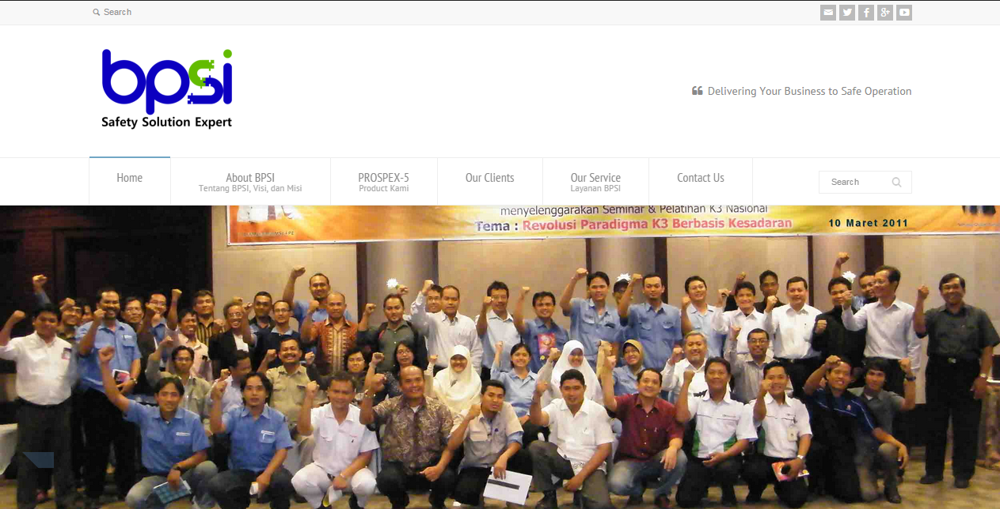 Search
bpsi
Safety Solution Expert
Delivering Your Business to Safe Operation
Home
About BPSI
Tentang BPSI, Visi, dan Misi
PROSPEX-5
Product Kami
Our Clients
Our Service
Layanan BPSI
Contact Us
Search
menyelenggarakan Seminar & Pelatihan K3 Nasional
Tema : Revolusi Paradigma K3 Berbasis Kesadaran
10 Maret 2011